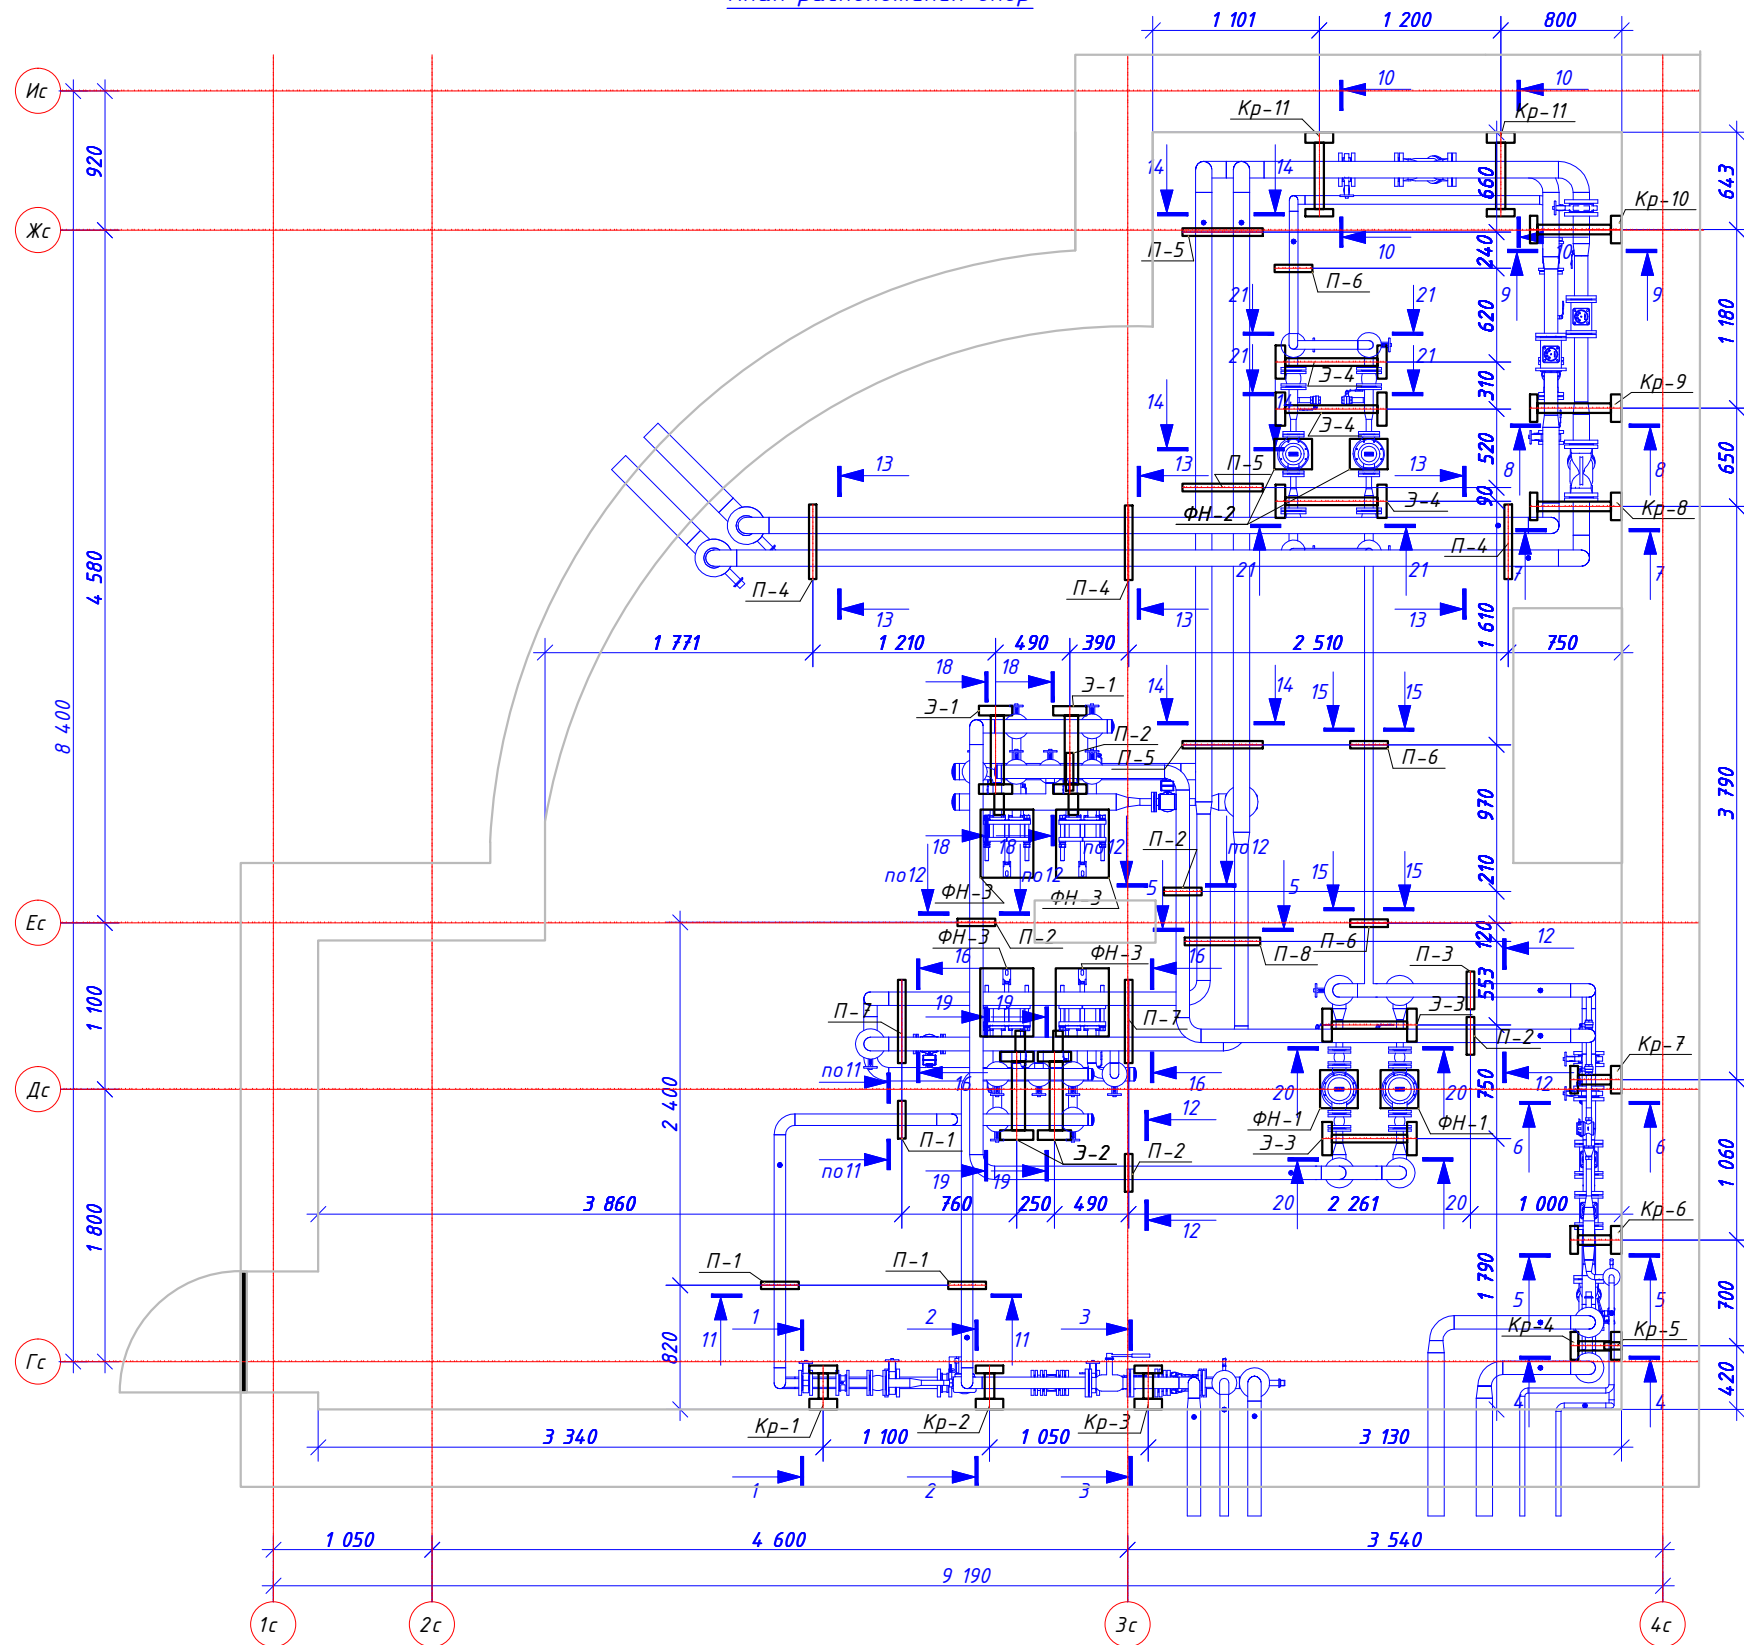 План расположения опор
1 101
1 200
800
Ис
10
10
Кр-11
Кр-11
920
14
14
660
643
Кр-10
Жс
П-5
10
240
10
П-6
9
9
21
21
620
1 180
21
Э-4
21
310
Кр-9
14
14
Э-4
13
13
П-5
13
520
8
8
650
90
Э-4
Кр-8
ФН-2
П-4
4 580
21
21
7
7
П-4
П-4
13
13
13
1 610
1 771
1 210
490
390
2 510
750
18
18
Э-1
Э-1
14
14
15
15
8 400
П-2
П-5
П-6
3 790
970
18
18
П-2
по12
по12
по12
15
15
210
5
5
ФН-3
ФН-3
Ес
ФН-3
П-2
П-6
120
12
16
ФН-3
16
П-8
П-3
553
П-7
19
19
П-7
Э-3
П-2
1 100
Кр-7
по11
16
16
20
20
750
12
Дс
2 400
12
ФН-1
ФН-1
П-1
Э-2
П-2
Э-3
6
6
по11
19
19
1 060
3 860
760
250
490
12
20
2 261
20
1 000
Кр-6
1 800
П-1
П-1
1 790
11
1
2
11
3
5
5
700
Кр-4
Кр-5
Гс
820
4
4
420
Кр-1
Кр-2
Кр-3
3 340
1 100
1 050
3 130
1
2
3
1 050
4 600
3 540
9 190
1с
2с
3с
4с